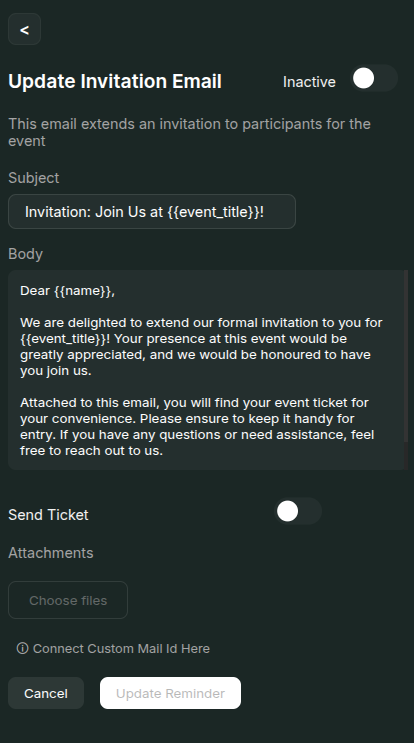 <
Update Invitation Email
Inactive
This email extends an invitation to participants for the
event
Subject
Invitation: Join Us at {{event_title}}!
Body
Dear {{name}},
We are delighted to extend our formal invitation to you for
{{event_title}}! Your presence at this event would be
greatly appreciated, and we would be honoured to have
you join us.
Attached to this email, you will find your event ticket for
your convenience. Please ensure to keep it handy for
entry. If you have any questions or need assistance, feel
free to reach out to us.
Send Ticket
Attachments
Choose files
Connect Custom Mail Id Here
Cancel
Update Reminder